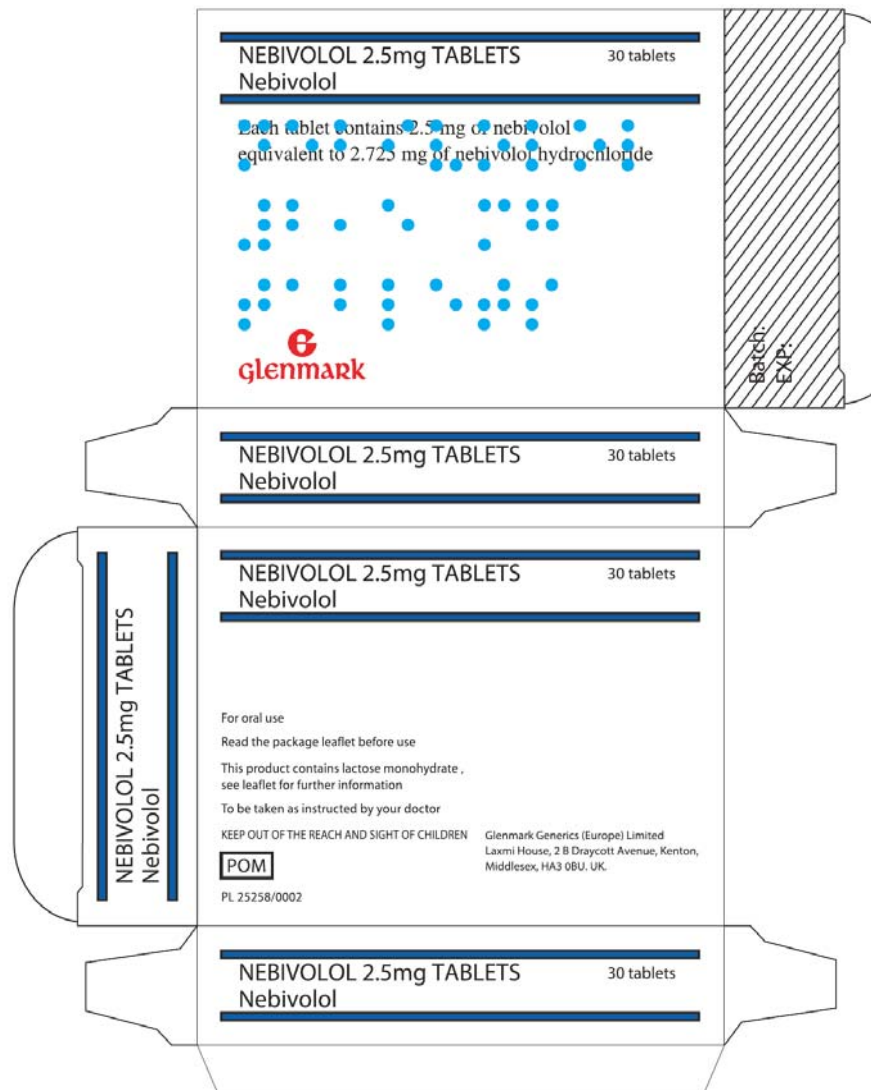 NEBIVOLOL 2.5mg TABLETS 30 tablets
Nebivolol
Each tablet contains 2.5 mg of nebivolol
equivalent to 2.725 mg of nebivolol hydrochloride
GLENMARK
Batch:
EXP:
NEBIVOLOL 2.5mg TABLETS 30 tablets
Nebivolol
NEBIVOLOL 2.5mg TABLETS
Nebivolol
NEBIVOLOL 2.5mg TABLETS 30 tablets
Nebivolol
For oral use
Read the package leaflet before use
This product contains lactose monohydrate ,
see leaflet for further information
To be taken as instructed by your doctor
KEEP OUT OF THE REACH AND SIGHT OF CHILDREN
POM
PL 25258/0002
Glenmark Generics (Europe) Limited
Laxmi House, 2 B Draycott Avenue, Kenton,
Middlesex, HA3 0BU. UK.
NEBIVOLOL 2.5mg TABLETS 30 tablets
Nebivolol